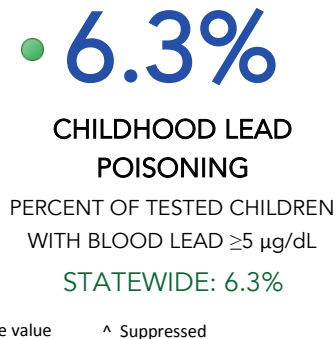 6.3%
CHILDHOOD LEAD
POISONING
PERCENT OF TESTED CHILDREN
WITH BLOOD LEAD ≥5 µg/dL
STATEWIDE: 6.3%
e value ^ Suppressed